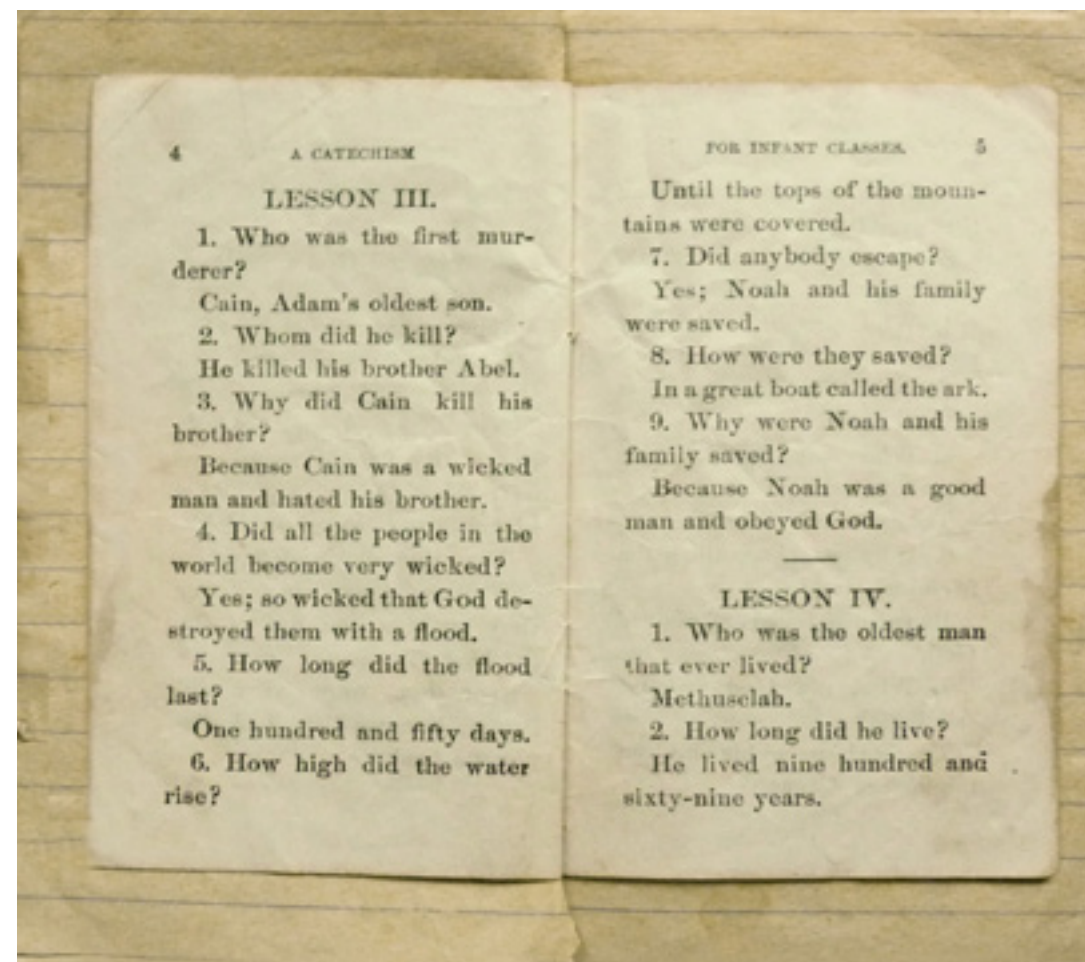 4 A CATECHISM
LESSON III.
1. Who was the first mur-
derer?
Cain, Adam's oldest son.
2. Whom did he kill?
He killed his brother Abel.
3. Why did Cain kill his
brother?
Because Cain was a wicked
man and hated his brother.
4. Did all the people in the
world become very wicked?
Yes; so wicked that God de-
stroyed them with a flood.
5. How long did the flood
last?
One hundred and fifty days.
6. How high did the water
rise?
FOR INFANT CLASSES. 5
Until the tops of the moun-
tains were covered.
7. Did anybody escape?
Yes; Noah and his family
were saved.
8. How were they saved?
In a great boat called the ark.
9. Why were Noah and his
family saved?
Because Noah was a good
man and obeyed God.
LESSON IV.
1. Who was the oldest man
that ever lived?
Methuselah.
2. How long did he live?
He lived nine hundred and
sixty-nine years.